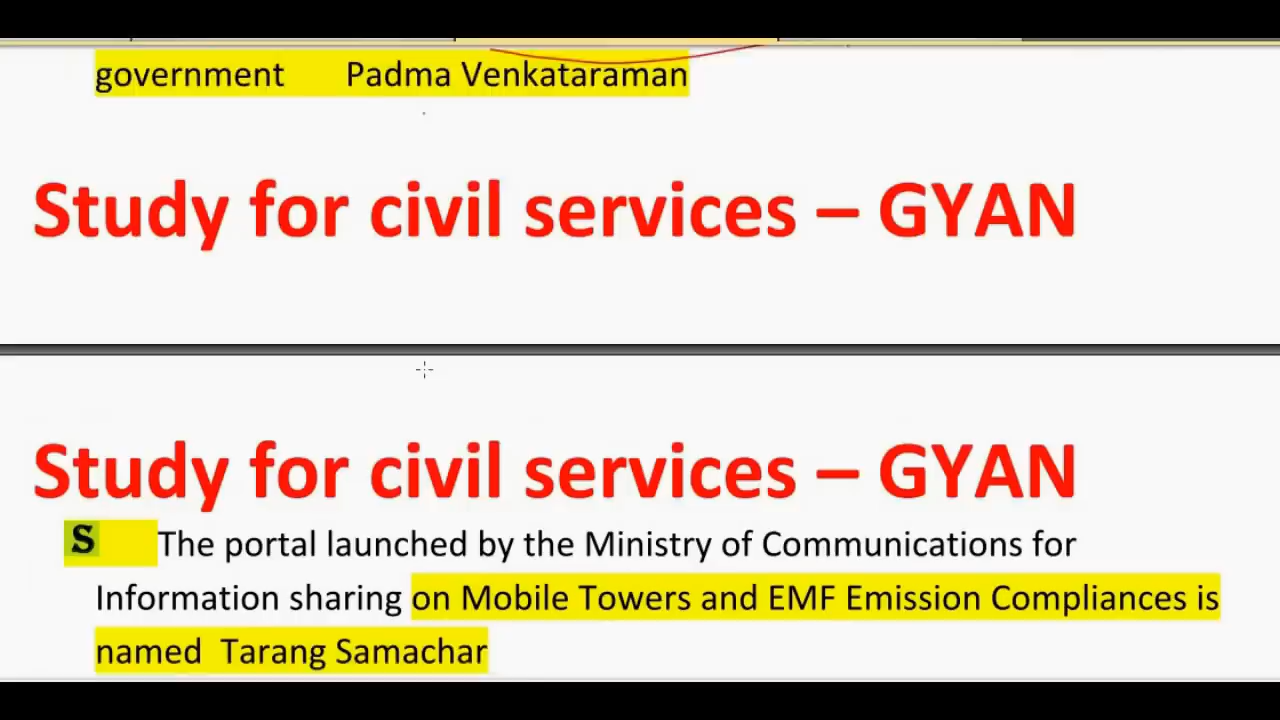 government Padma Venkataraman
Study for civil services – GYAN
Study for civil services – GYAN
S The portal launched by the Ministry of Communications for
Information sharing on Mobile Towers and EMF Emission Compliances is
named Tarang Samachar